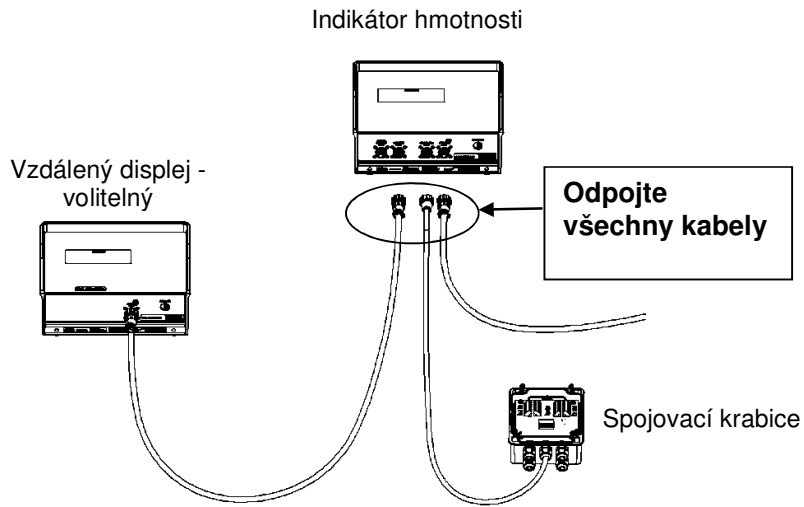 Indikátor hmotnosti
Vzdálený displej -
volitelný
Odpojte
všechny kabely
Spojovací krabice